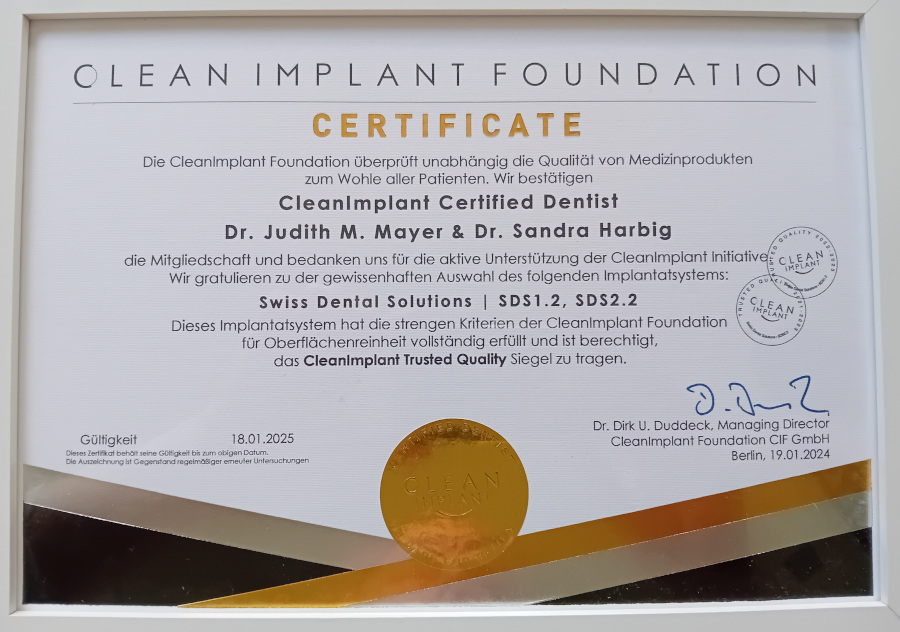 CLEAN IMPLANT FOUNDATION
CERTIFICATE
Die CleanImplant Foundation überprüft unabhängig die Qualität von Medizinprodukten
zum Wohle aller Patienten. Wir bestätigen
CleanImplant Certified Dentist
Dr. Judith M. Mayer & Dr. Sandra Harbig
die Mitgliedschaft und bedanken uns für die aktive Unterstützung der CleanImplant Initiative.
Wir gratulieren zu der gewissenhaften Auswahl des folgenden Implantatsystems:
Swiss Dental Solutions | SDS1.2, SDS2.2
Dieses Implantatsystem hat die strengen Kriterien der CleanImplant Foundation
für Oberflächenreinheit vollständig erfüllt und ist berechtigt,
das CleanImplant Trusted Quality Siegel zu tragen.
TRUSTED QUALITY 2022-2023
CLEAN
IMPLANT
CLEAN
IMPLANT
Gültigkeit 18.01.2025
Dieses Zertifikat behält seine Gültigkeit bis zum obigen Datum.
Die Auszeichnung ist Gegenstand regelmäßiger erneuter Untersuchungen
Dr. Dirk U. Duddeck, Managing Director
CleanImplant Foundation CIF GmbH
Berlin, 19.01.2024
CLEAN
IMPLANT